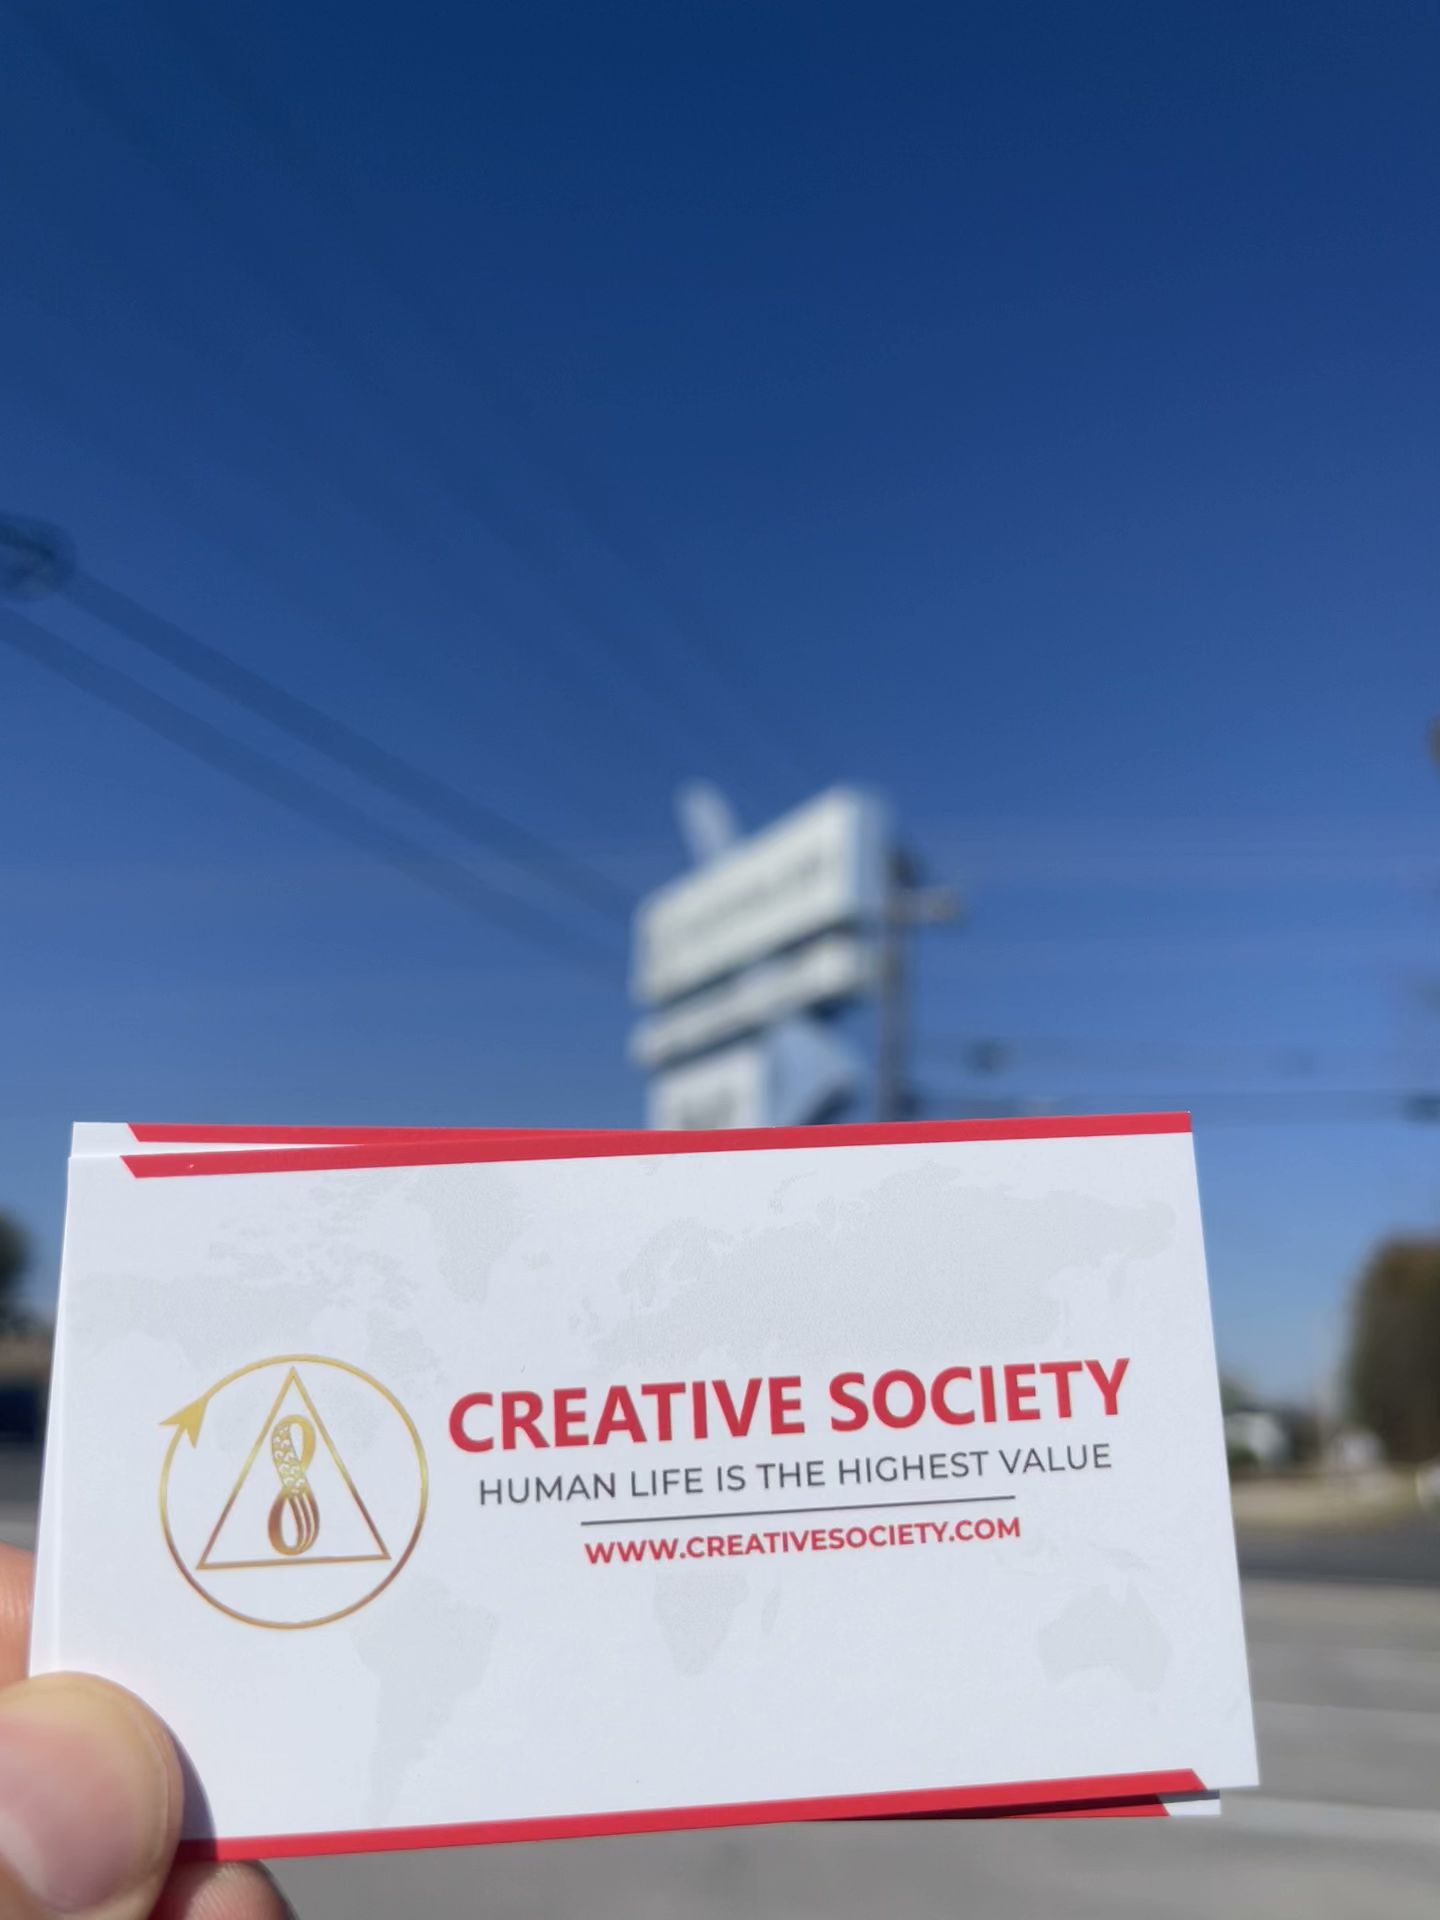 CREATIVE SOCIETY
HUMAN LIFE IS THE HIGHEST VALUE
WWW.CREATIVESOCIETY.COM